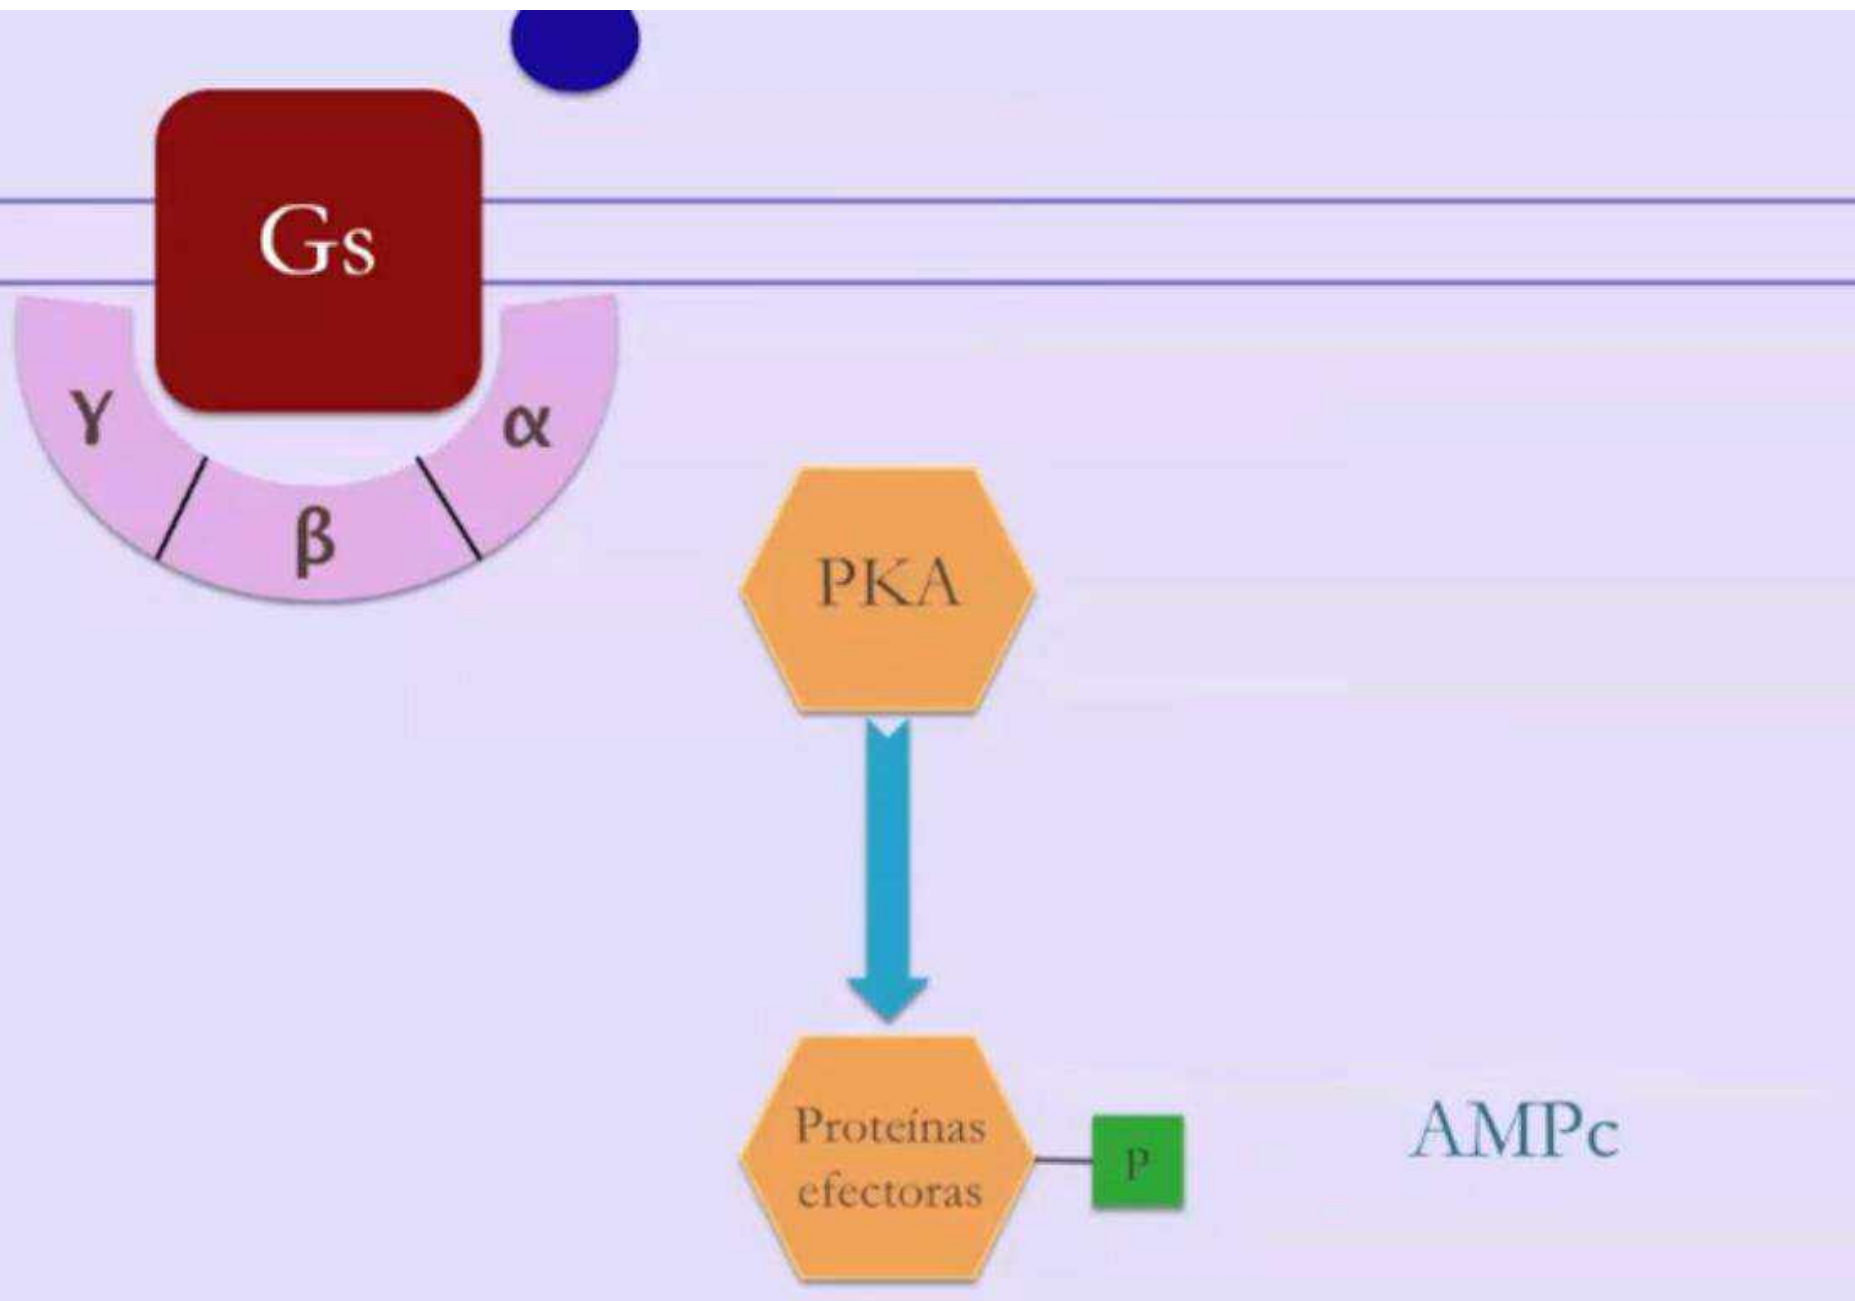 Gs
γ
α
β
PKA
Proteínas
efectoras
P
AMPc